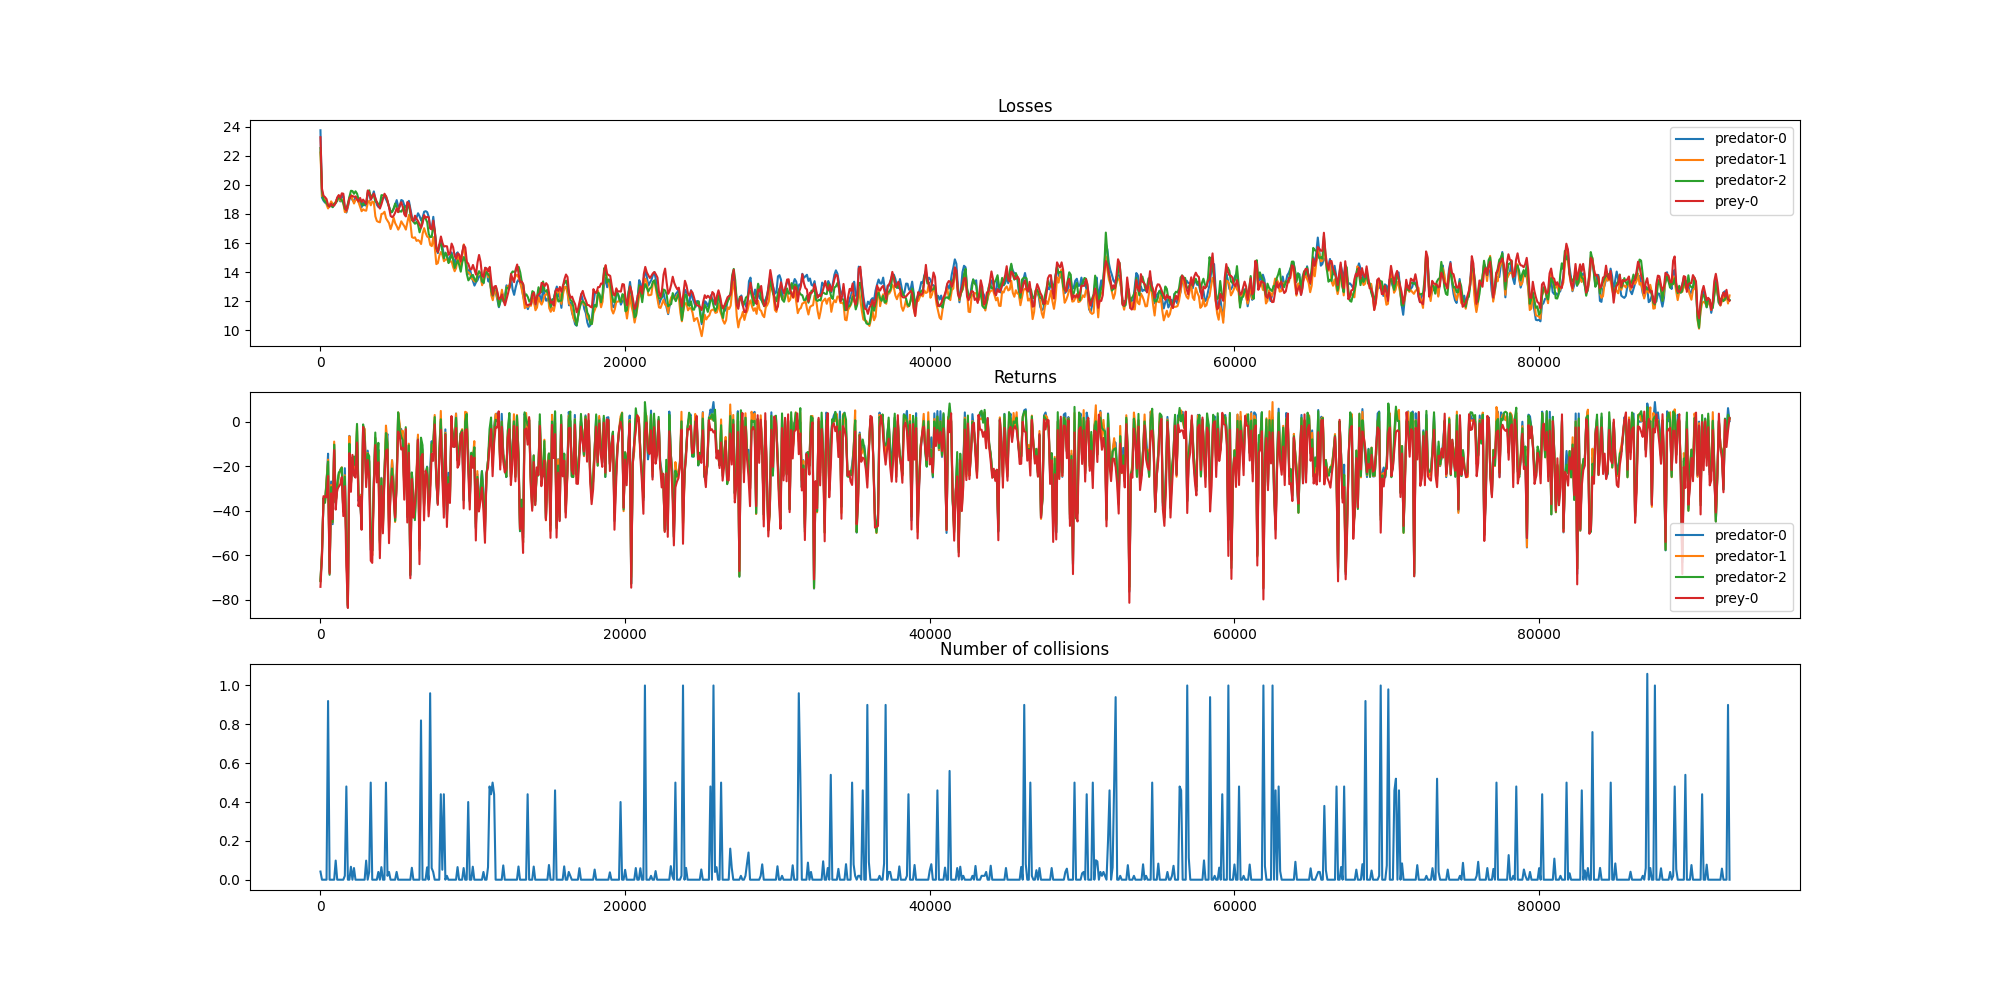 Losses
24
22
20
18
16
14
12
10
predator-0
predator-1
predator-2
prey-0
0 20000 40000 60000 80000
Returns
0
−20
−40
−60
−80
predator-0
predator-1
predator-2
prey-0
0 20000 40000 60000 80000
Number of collisions
1.0
0.8
0.6
0.4
0.2
0.0
0 20000 40000 60000 80000